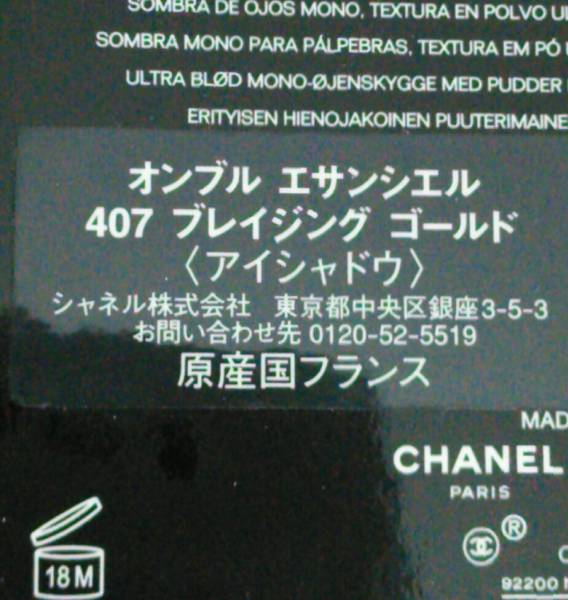 SOMBRA DE OJOS MONO, TEXTURA EN POLVO
SOMBRA MONO PARA PÁLPEBRAS, TEXTURA EM PÓ
ULTRA BLØD MONO-ØJENSKYGGE MED PUDDER
ERITYISEN HIENOJAKOINEN PUUTERIMAINE
オンブル エサンシエル
407 ブレイジング ゴールド
〈アイシャドウ〉
シャネル株式会社 東京都中央区銀座3-5-3
お問い合わせ先 0120-52-5519
原産国フランス
MAD
CHANEL
PARIS
®
18M
92200